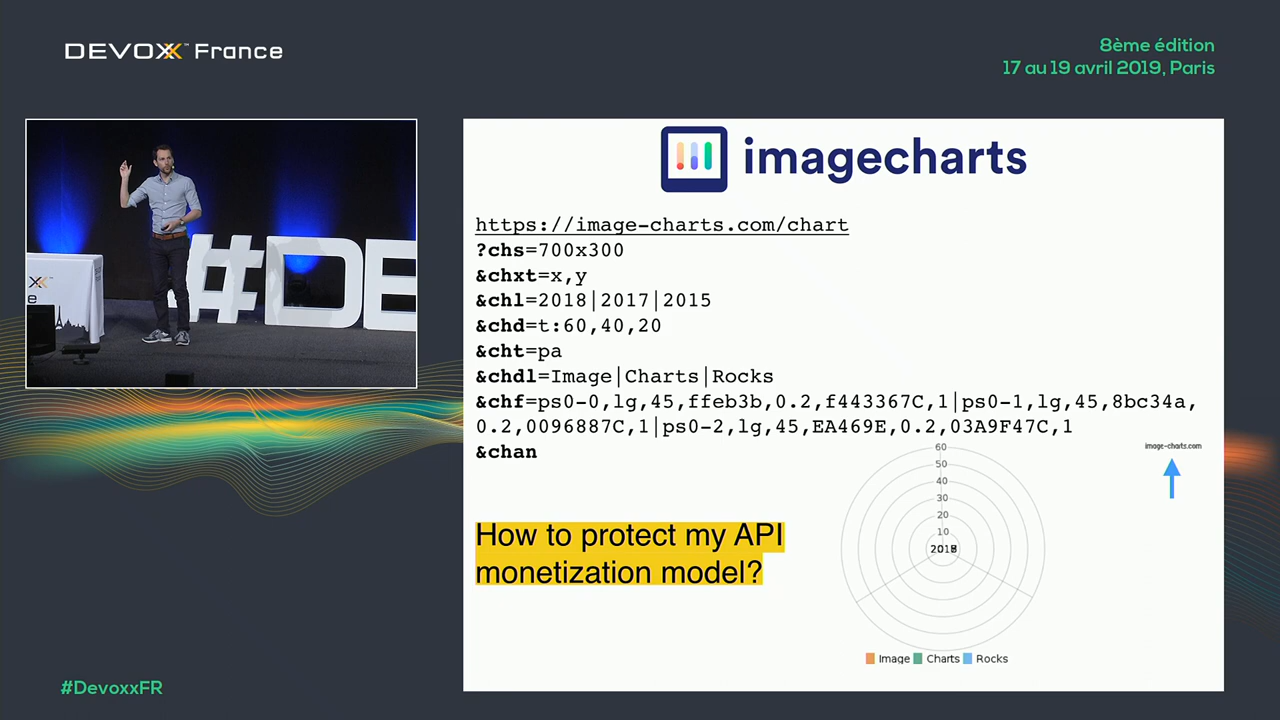 DEVOXX™ France
8ème édition
17 au 19 avril 2019, Paris
imagecharts
https://image-charts.com/chart
?chs=700x300
&chxt=x,y
&chl=2018|2017|2015
&chd=t:60,40,20
&cht=pa
&chdl=Image|Charts|Rocks
&chf=ps0-0,lg,45,ffeb3b,0.2,f443367C,1|ps0-1,lg,45,8bc34a,
0.2,0096887C,1|ps0-2,lg,45,EA469E,0.2,03A9F47C,1
&chan
image-charts.com
60
50
40
30
20
10
How to protect my API
monetization model?
Image Charts Rocks
#DE
#DevoxxFR